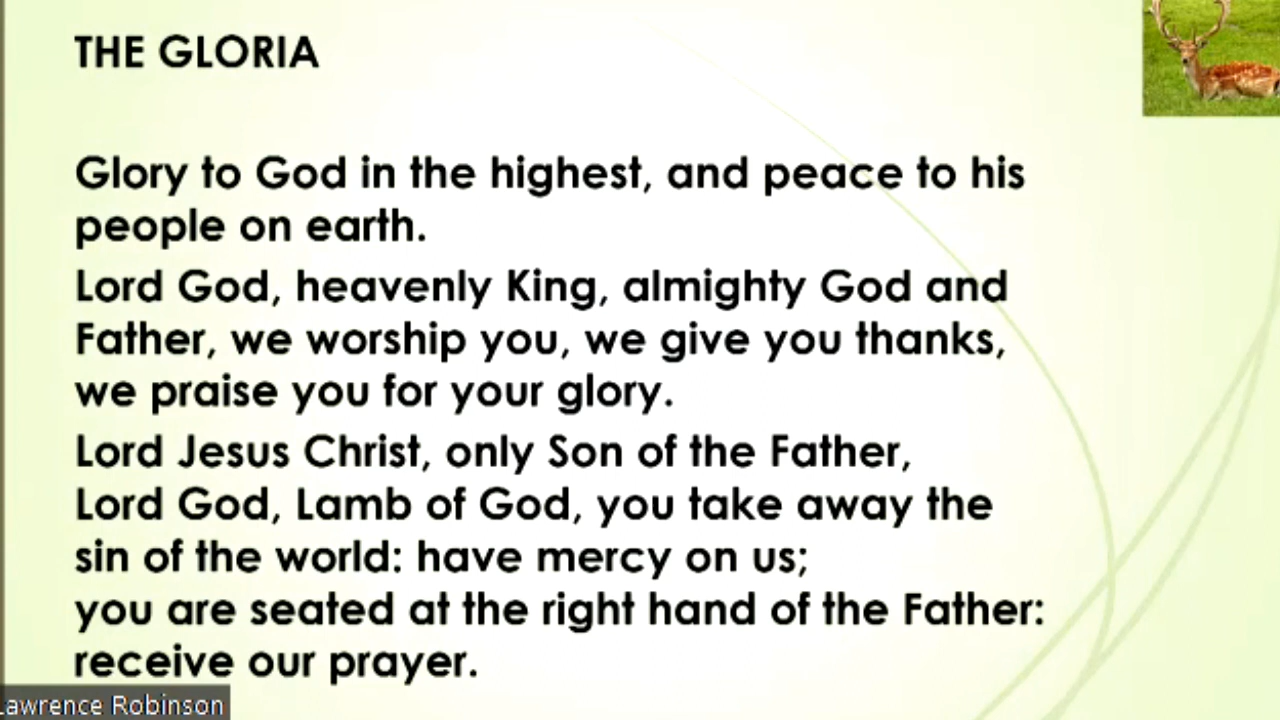 THE GLORIA
Glory to God in the highest, and peace to his
people on earth.
Lord God, heavenly King, almighty God and
Father, we worship you, we give you thanks,
we praise you for your glory.
Lord Jesus Christ, only Son of the Father,
Lord God, Lamb of God, you take away the
sin of the world: have mercy on us;
you are seated at the right hand of the Father:
receive our prayer.
Lawrence Robinson